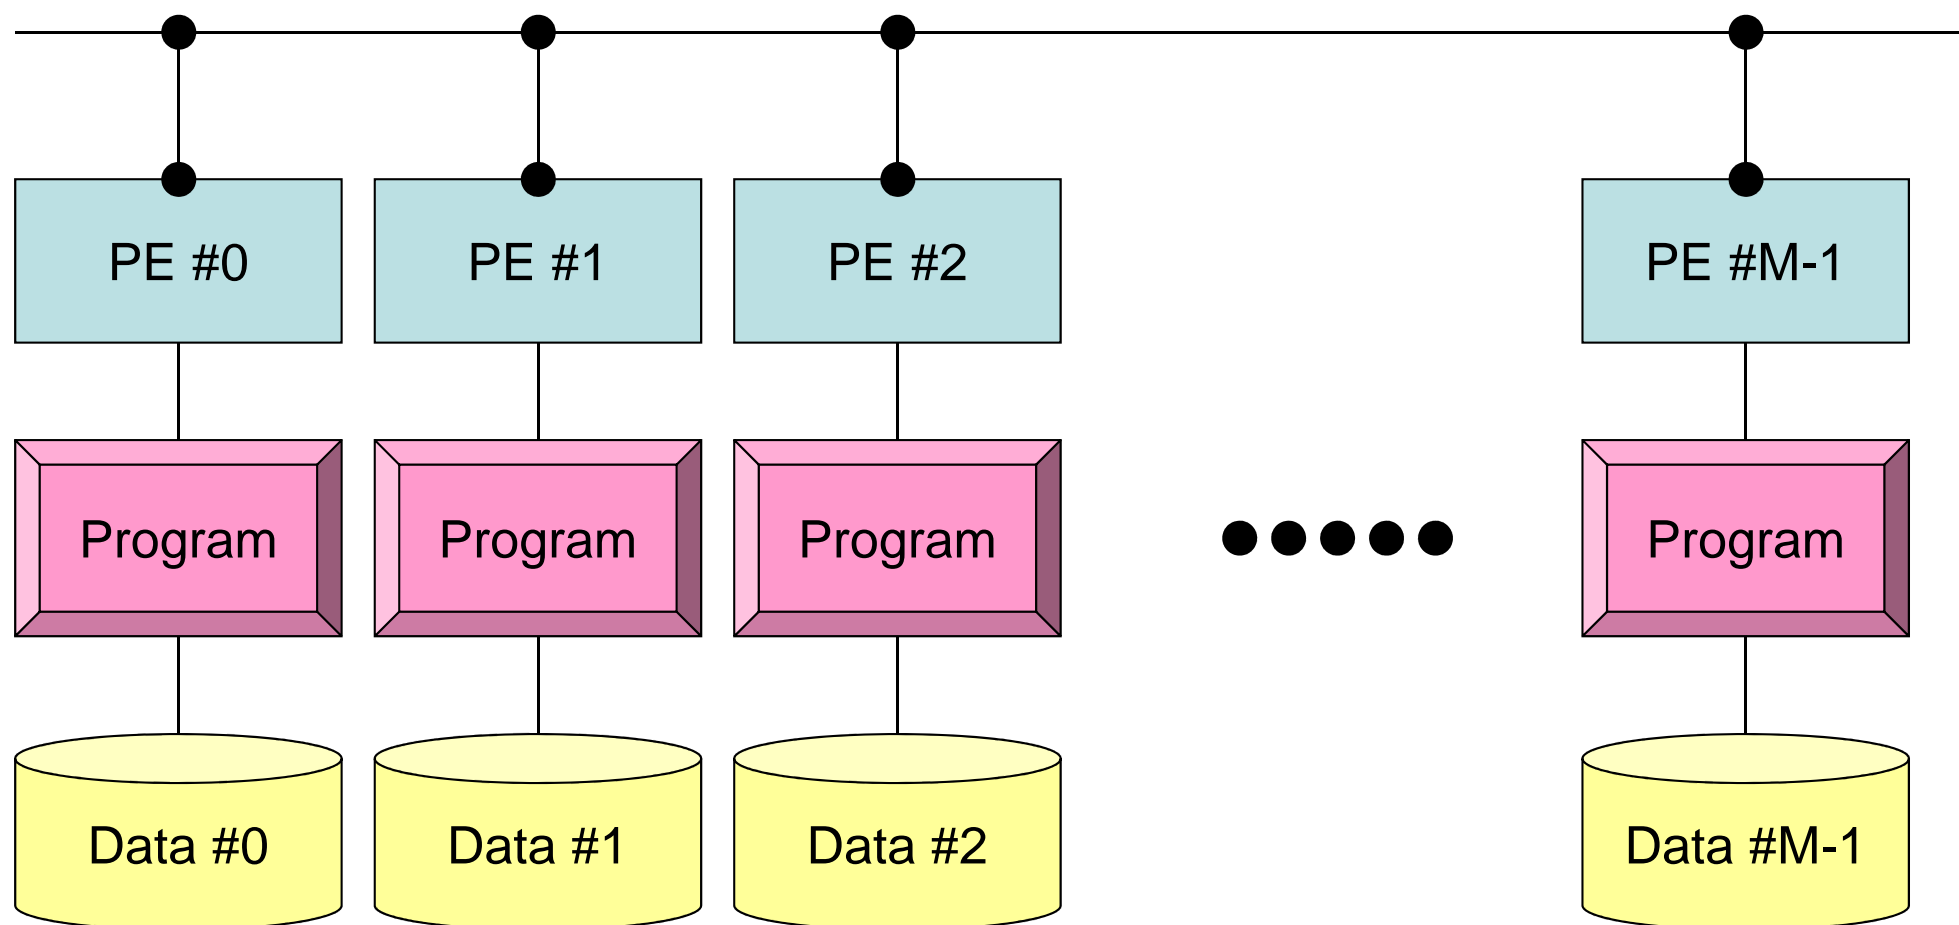 PE #0
PE #1
PE #2
PE #M-1
Program
Program
Program
Program
Data #0
Data #1
Data #2
Data #M-1